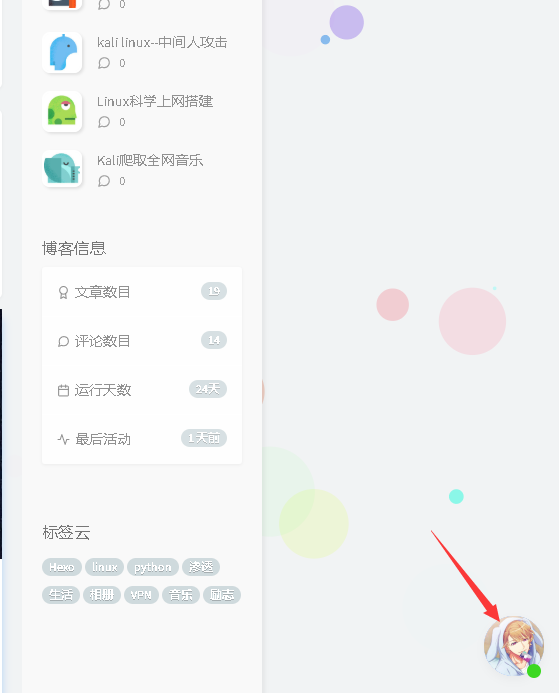 0
kali linux--中间人攻击
0
Linux科学上网搭建
0
Kali爬取全网音乐
0
博客信息
文章数目 19
评论数目 14
运行天数 24天
最后活动 1天前
标签云
Hexo linux python 渗透
生活 相册 VPN 音乐 励志